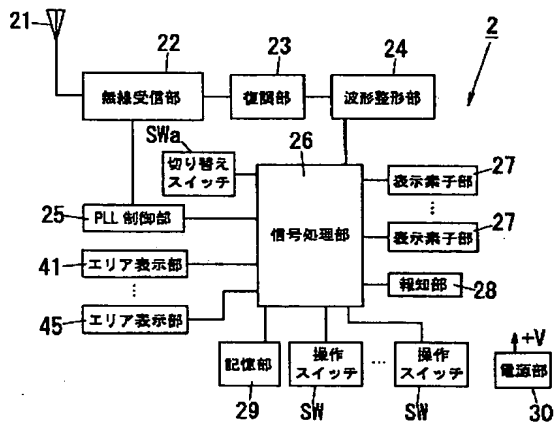 21
22
23
24
2
無線受信部
復調部
波形整形部
SWa
26
切り替え
スイッチ
27
表示素子部
25
PLL 制御部
信号処理部
27
表示素子部
41
エリア表示部
報知部
28
45
エリア表示部
+V
記憶部
操作
スイッチ
…
操作
スイッチ
電源部
29
SW
SW
30